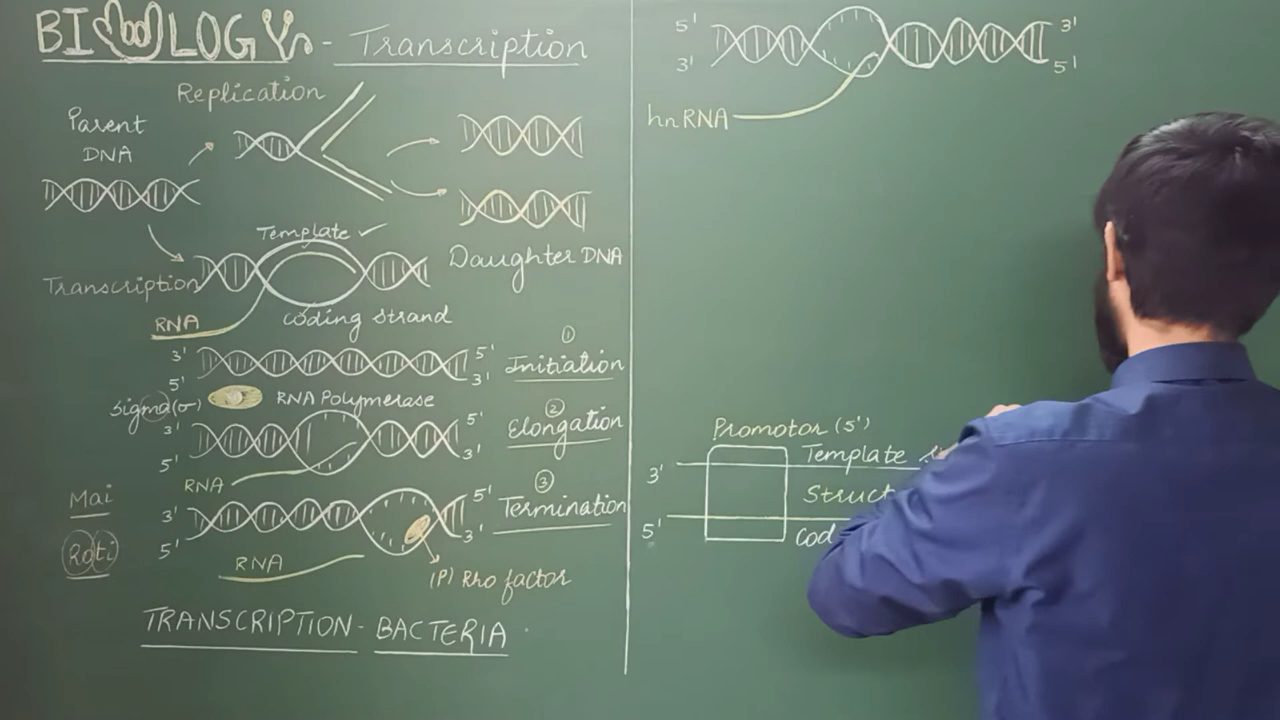 BIOLOGY - Transcription
Replication
Parent
DNA
Template ✓
Daughter DNA
Transcription
RNA
Coding strand
3' 5'
5' 3'
①
Initiation
Sigma(σ) RNA Polymerase
3' 5'
5' 3'
②
Elongation
RNA
3' 5'
5' 3'
③
Termination
Mai
Roti
RNA
(P) Rho factor
TRANSCRIPTION - BACTERIA
5' 3'
3' 5'
hnRNA
Promotor (5')
3' Template
Struct
5' Cod